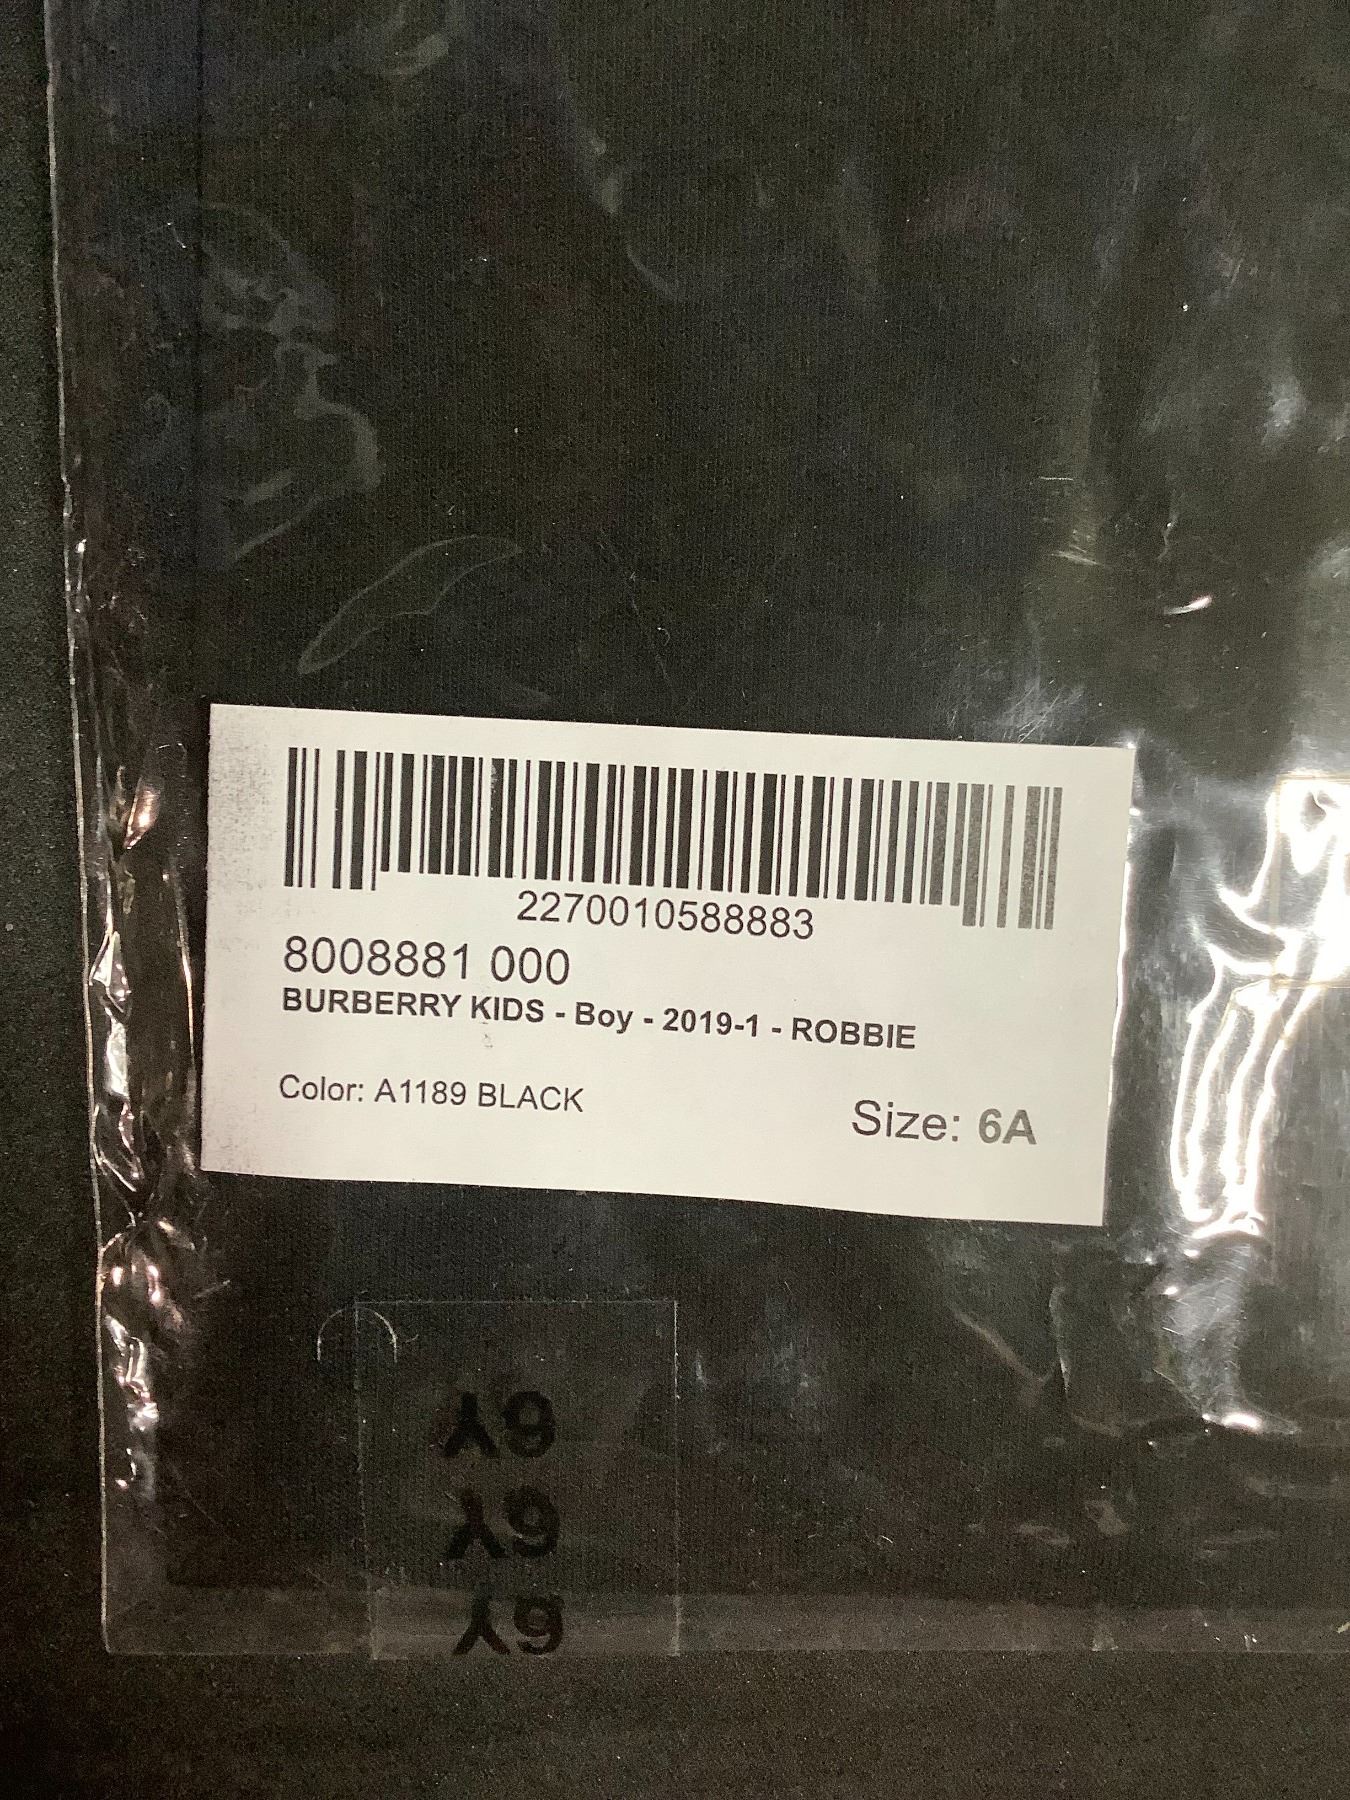 2270010588883
8008881 000
BURBERRY KIDS - Boy - 2019-1 - ROBBIE
Color: A1189 BLACK
Size: 6A
6Y
6Y
6Y